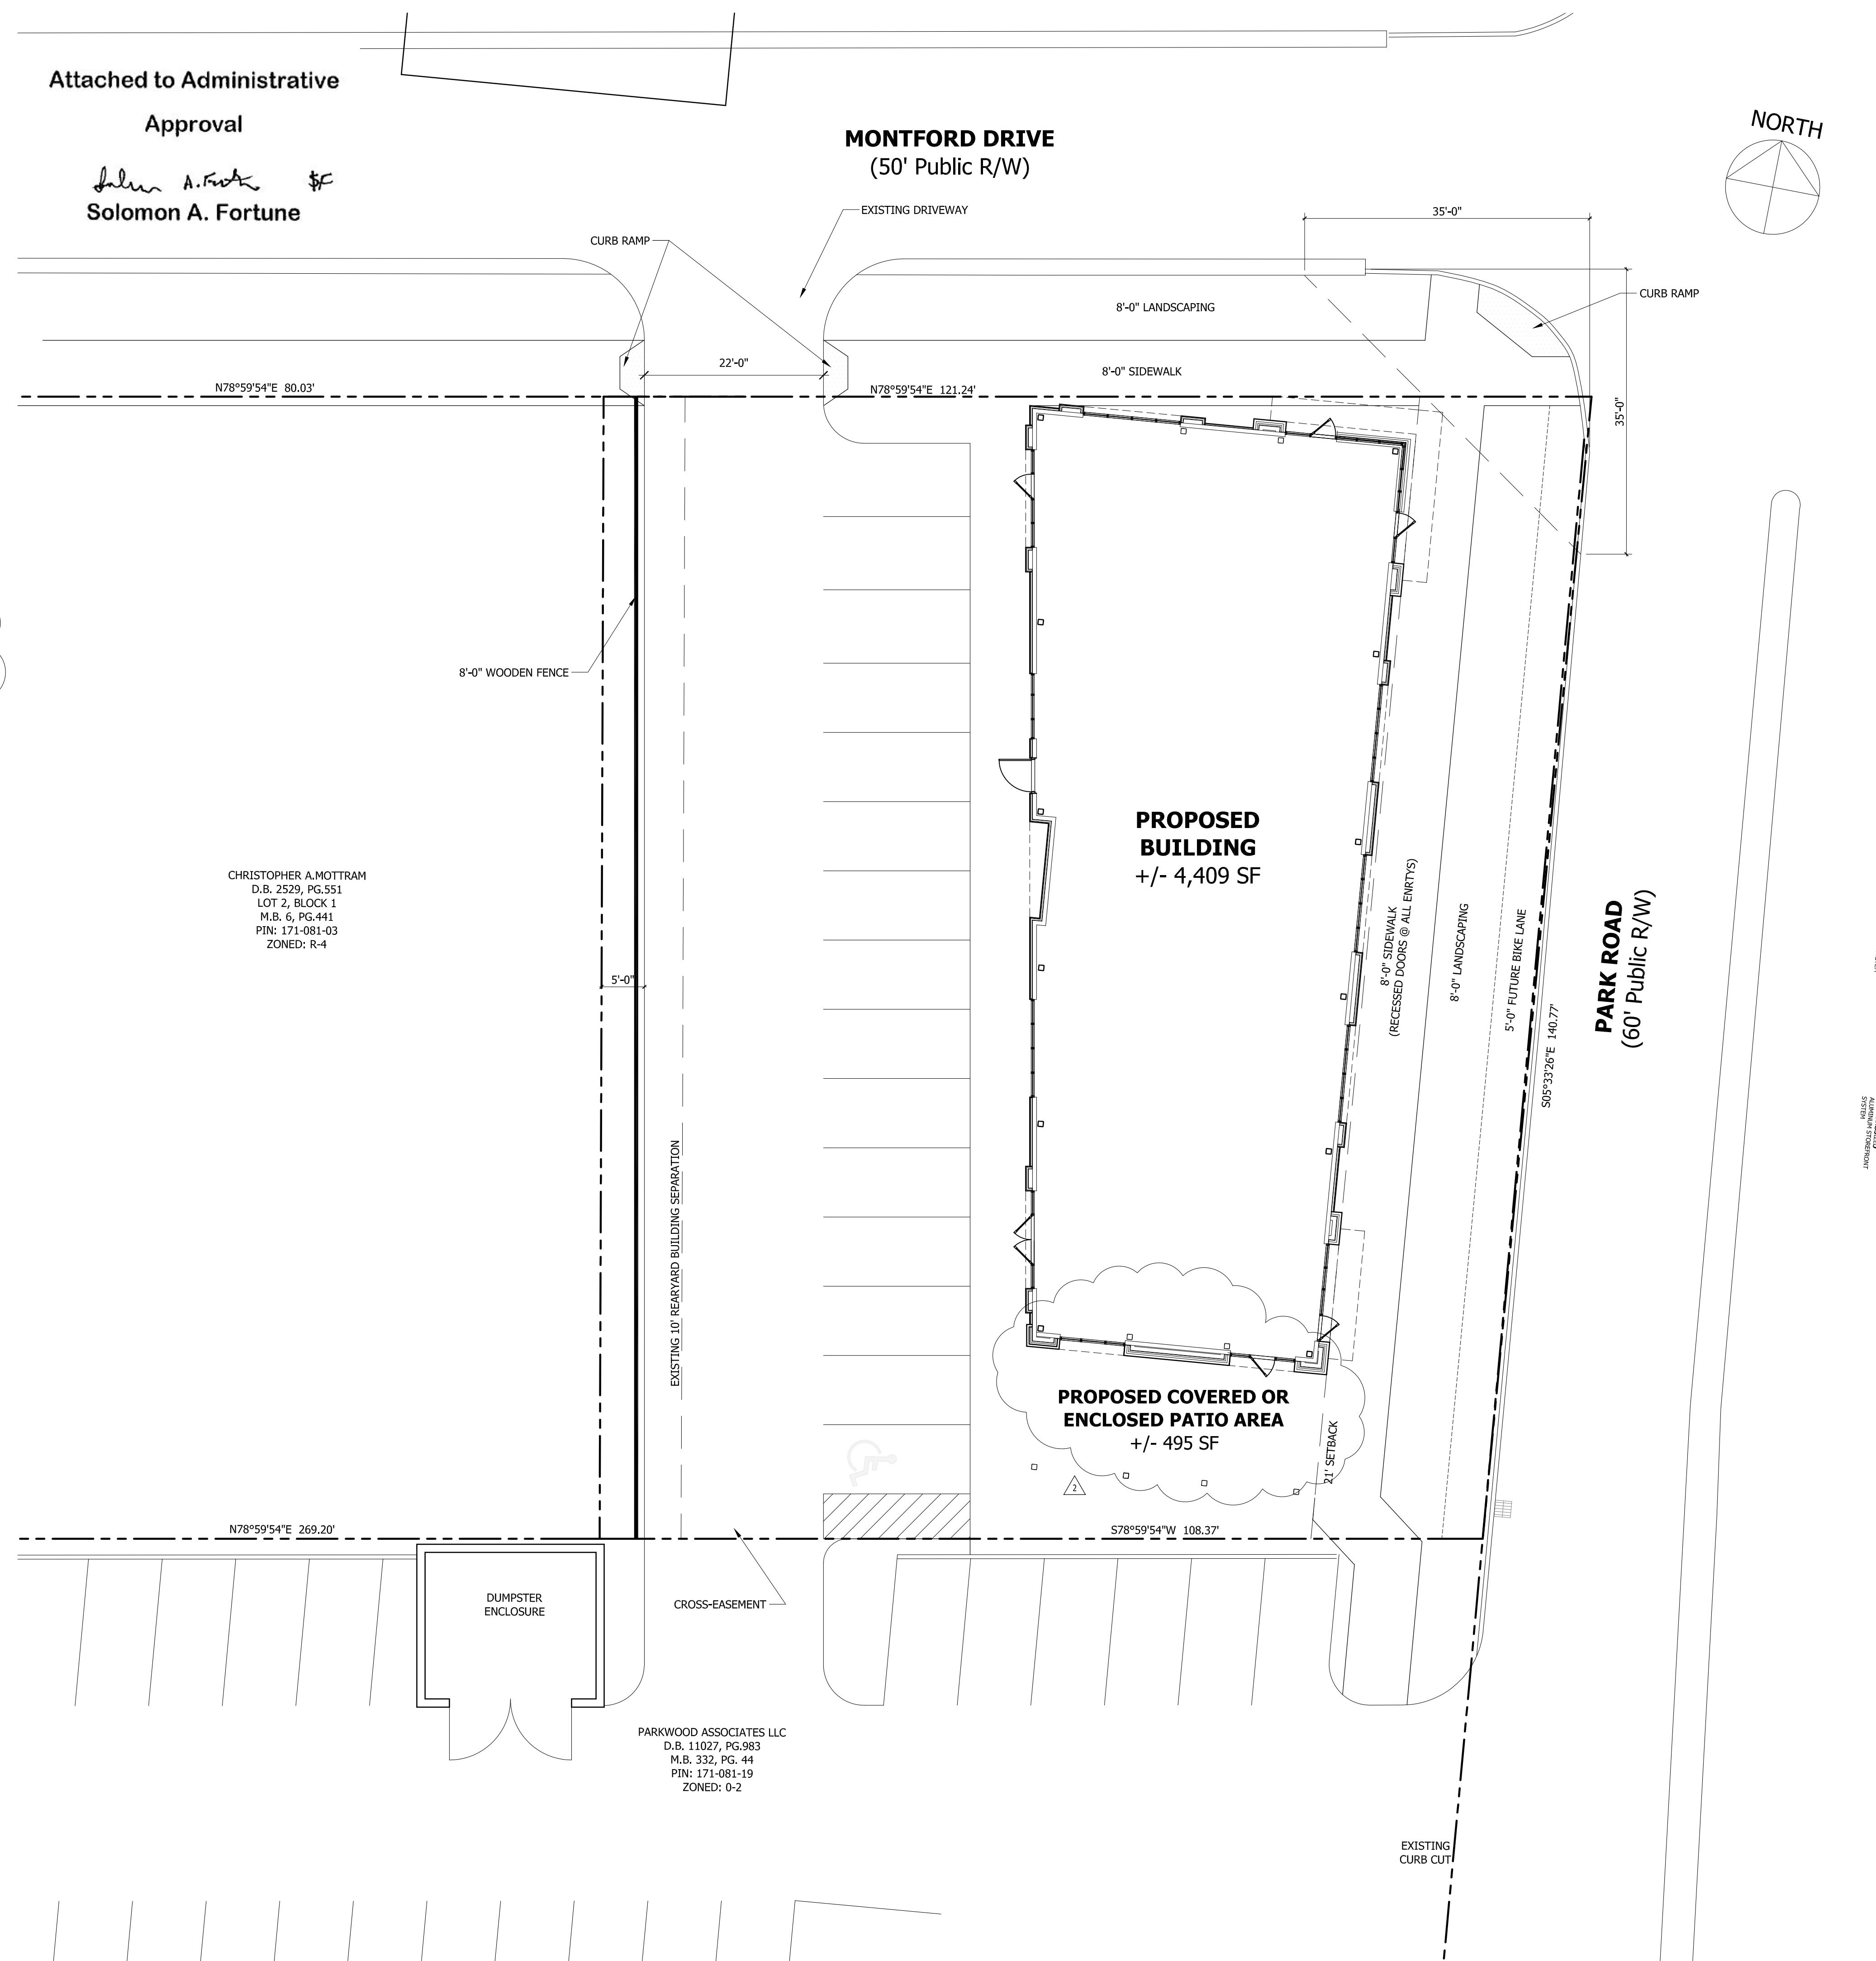 Attached to Administrative
Approval
Solomon A. Fortune
MONTFORD DRIVE
(50' Public R/W)
NORTH
EXISTING DRIVEWAY
CURB RAMP
35'-0"
CURB RAMP
8'-0" LANDSCAPING
22'-0"
8'-0" SIDEWALK
N78°59'54"E 80.03'
N78°59'54"E 121.24'
35'-0"
8'-0" WOODEN FENCE
PROPOSED
BUILDING
+/- 4,409 SF
CHRISTOPHER A.MOTTRAM
D.B. 2529, PG.551
LOT 2, BLOCK 1
M.B. 6, PG.441
PIN: 171-081-03
ZONED: R-4
5'-0"
8'-0" SIDEWALK
(RECESSED DOORS @ ALL ENRTYS)
8'-0" LANDSCAPING
5'-0" FUTURE BIKE LANE
S05°33'26"E 140.77'
PARK ROAD
(60' Public R/W)
ALUMINUM STOREFRONT
SYSTEM
EXISTING 10' REARYARD BUILDING SEPARATION
PROPOSED COVERED OR
ENCLOSED PATIO AREA
+/- 495 SF
21' SETBACK
2
N78°59'54"E 269.20'
S78°59'54"W 108.37'
DUMPSTER
ENCLOSURE
CROSS-EASEMENT
PARKWOOD ASSOCIATES LLC
D.B. 11027, PG.983
M.B. 332, PG. 44
PIN: 171-081-19
ZONED: 0-2
EXISTING
CURB CUT